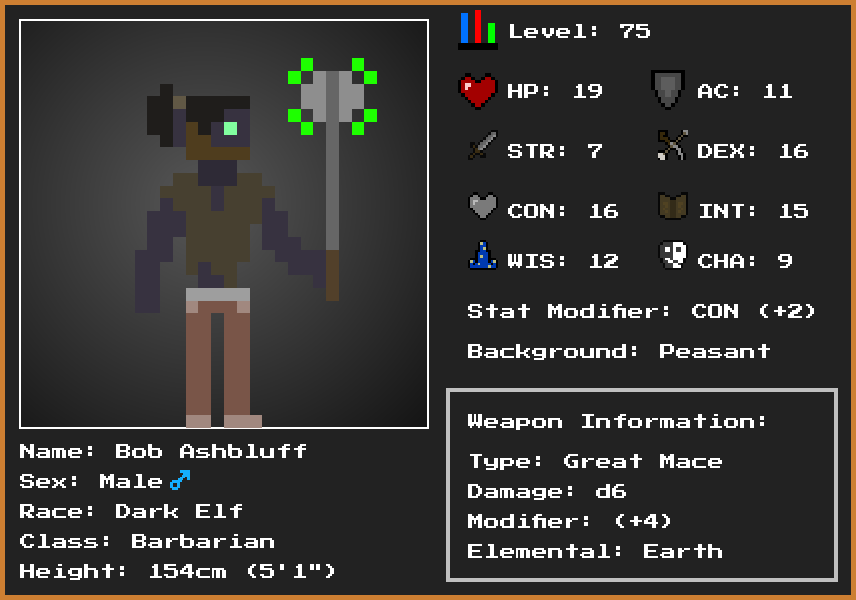 Level: 75
HP: 19
AC: 11
STR: 7
DEX: 16
CON: 16
INT: 15
WIS: 12
CHA: 9
Stat Modifier: CON (+2)
Background: Peasant
Weapon Information:
Type: Great Mace
Damage: d6
Modifier: (+4)
Elemental: Earth
Name: Bob Ashbluff
Sex: Male ♂
Race: Dark Elf
Class: Barbarian
Height: 154cm (5'1")